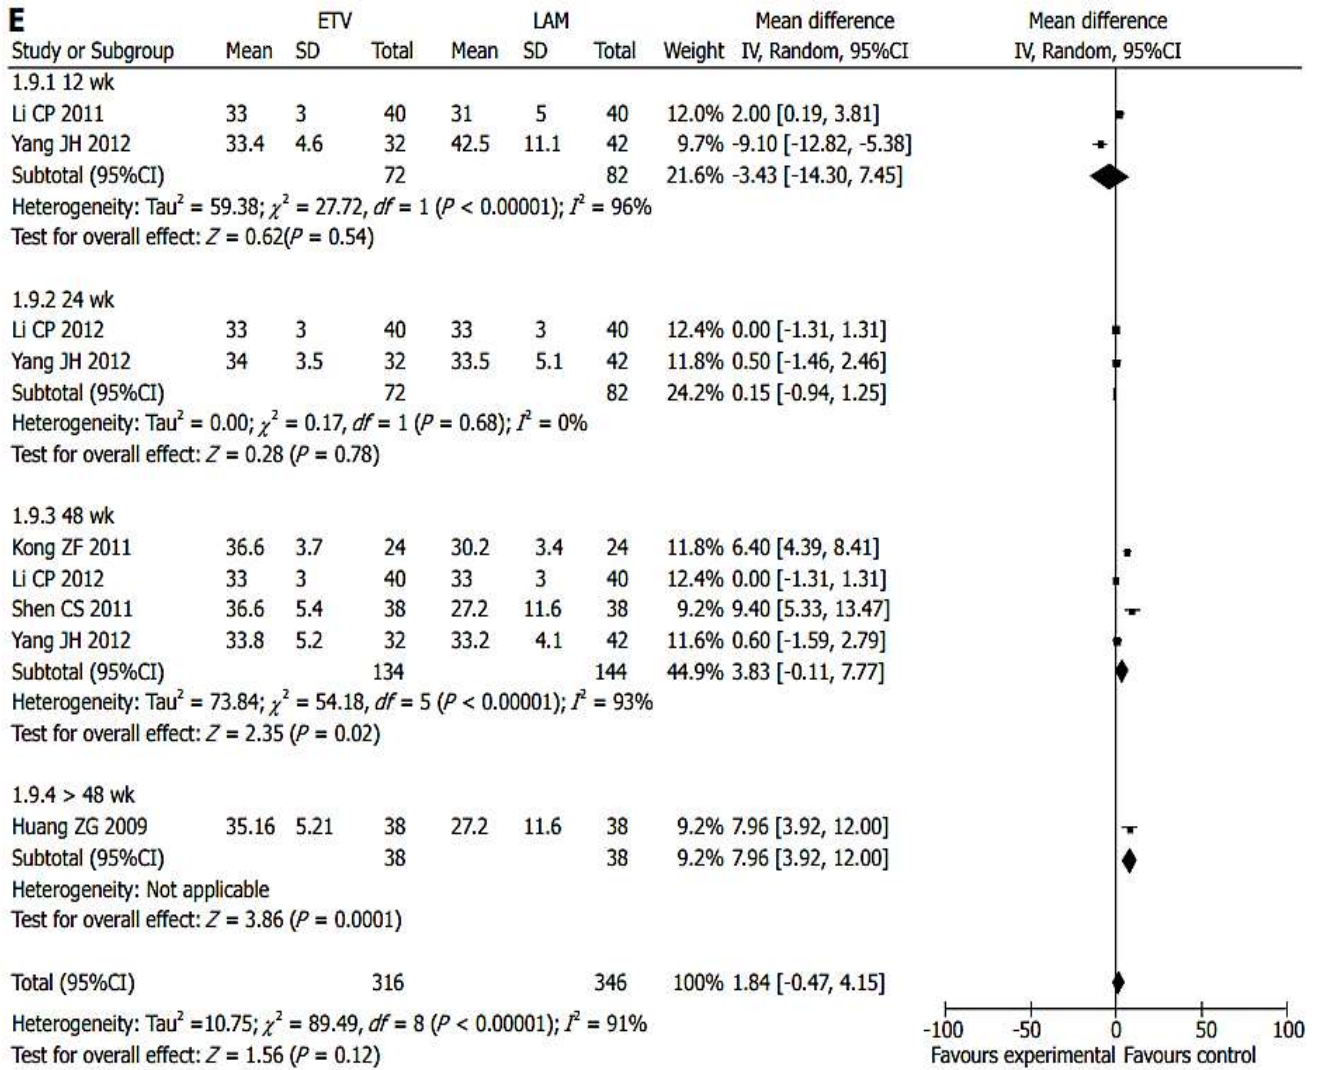 E ETV LAM Mean difference Mean difference
Study or Subgroup Mean SD Total Mean SD Total Weight IV, Random, 95%CI IV, Random, 95%CI
1.9.1 12 wk
Li CP 2011 33 3 40 31 5 40 12.0% 2.00 [0.19, 3.81]
Yang JH 2012 33.4 4.6 32 42.5 11.1 42 9.7% -9.10 [-12.82, -5.38]
Subtotal (95%CI) 72 82 21.6% -3.43 [-14.30, 7.45]
Heterogeneity: Tau² = 59.38; χ² = 27.72, df = 1 (P < 0.00001); I² = 96%
Test for overall effect: Z = 0.62(P = 0.54)
1.9.2 24 wk
Li CP 2012 33 3 40 33 3 40 12.4% 0.00 [-1.31, 1.31]
Yang JH 2012 34 3.5 32 33.5 5.1 42 11.8% 0.50 [-1.46, 2.46]
Subtotal (95%CI) 72 82 24.2% 0.15 [-0.94, 1.25]
Heterogeneity: Tau² = 0.00; χ² = 0.17, df = 1 (P = 0.68); I² = 0%
Test for overall effect: Z = 0.28 (P = 0.78)
1.9.3 48 wk
Kong ZF 2011 36.6 3.7 24 30.2 3.4 24 11.8% 6.40 [4.39, 8.41]
Li CP 2012 33 3 40 33 3 40 12.4% 0.00 [-1.31, 1.31]
Shen CS 2011 36.6 5.4 38 27.2 11.6 38 9.2% 9.40 [5.33, 13.47]
Yang JH 2012 33.8 5.2 32 33.2 4.1 42 11.6% 0.60 [-1.59, 2.79]
Subtotal (95%CI) 134 144 44.9% 3.83 [-0.11, 7.77]
Heterogeneity: Tau² = 73.84; χ² = 54.18, df = 5 (P < 0.00001); I² = 93%
Test for overall effect: Z = 2.35 (P = 0.02)
1.9.4 > 48 wk
Huang ZG 2009 35.16 5.21 38 27.2 11.6 38 9.2% 7.96 [3.92, 12.00]
Subtotal (95%CI) 38 38 9.2% 7.96 [3.92, 12.00]
Heterogeneity: Not applicable
Test for overall effect: Z = 3.86 (P = 0.0001)
Total (95%CI) 316 346 100% 1.84 [-0.47, 4.15]
Heterogeneity: Tau² =10.75; χ² = 89.49, df = 8 (P < 0.00001); I² = 91%
Test for overall effect: Z = 1.56 (P = 0.12)
-100 -50 0 50 100
Favours experimental Favours control